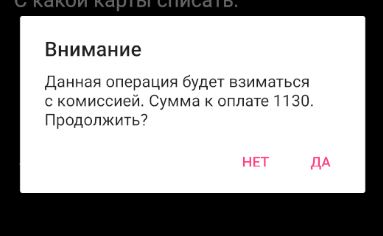 С какой карты списать:
Внимание
Данная операция будет взиматься
с комиссией. Сумма к оплате 1130.
Продолжить?
НЕТ ДА